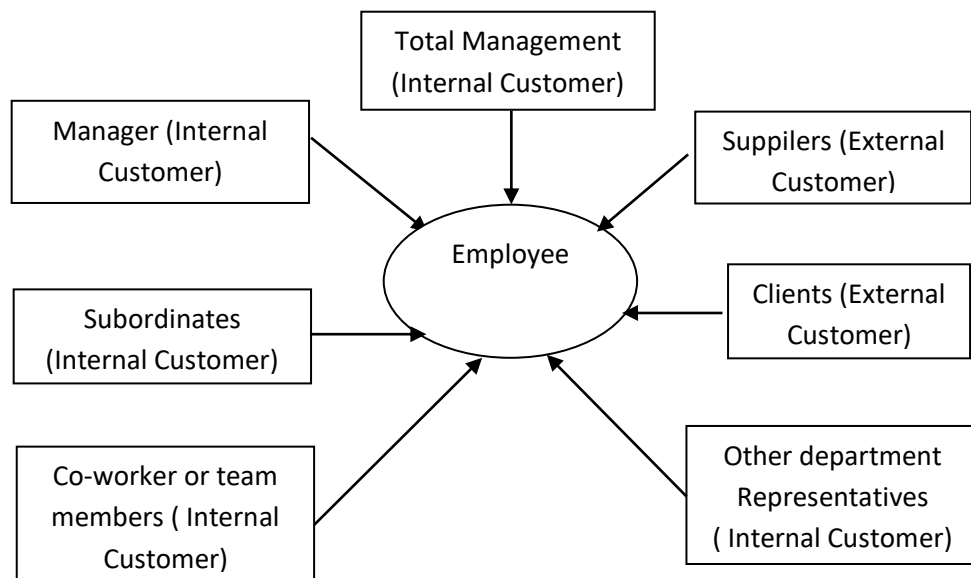 Total Management
(Internal Customer)
Manager (Internal
Customer)
Suppilers (External
Customer)
Employee
Subordinates
(Internal Customer)
Clients (External
Customer)
Co-worker or team
members ( Internal
Customer)
Other department
Representatives
( Internal Customer)